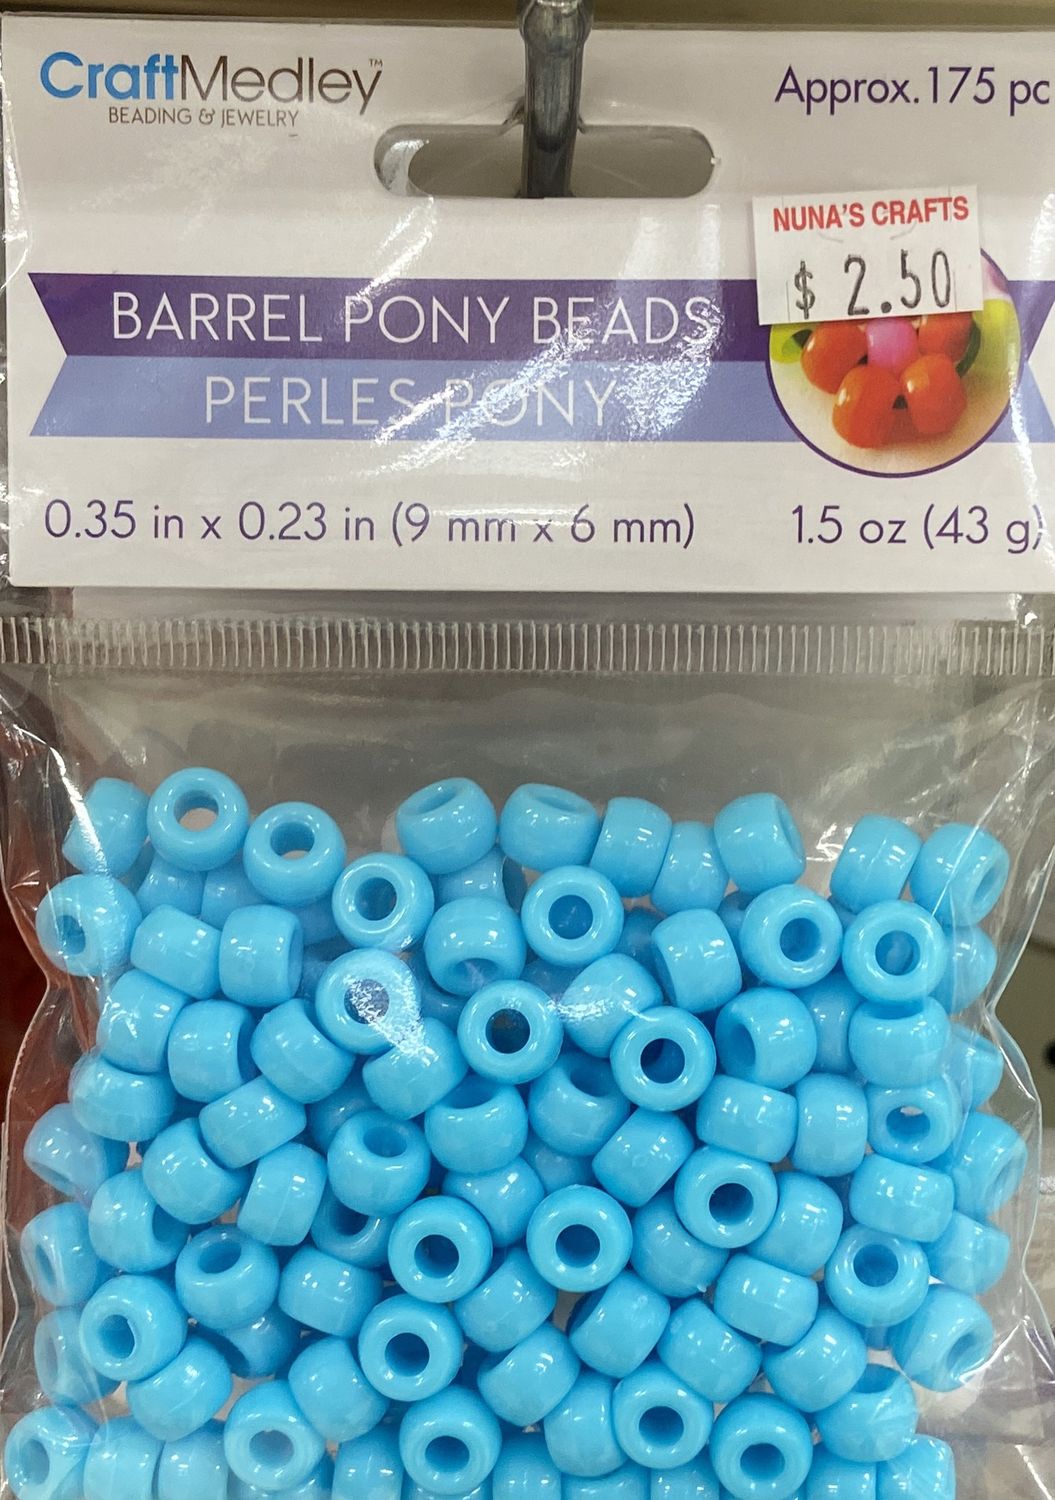 CraftMedley™
BEADING & JEWELRY
Approx. 175 pc
NUNA'S CRAFTS
$ 2.50
BARREL PONY BEADS
PERLES PONY
0.35 in x 0.23 in (9 mm x 6 mm)
1.5 oz (43 g)